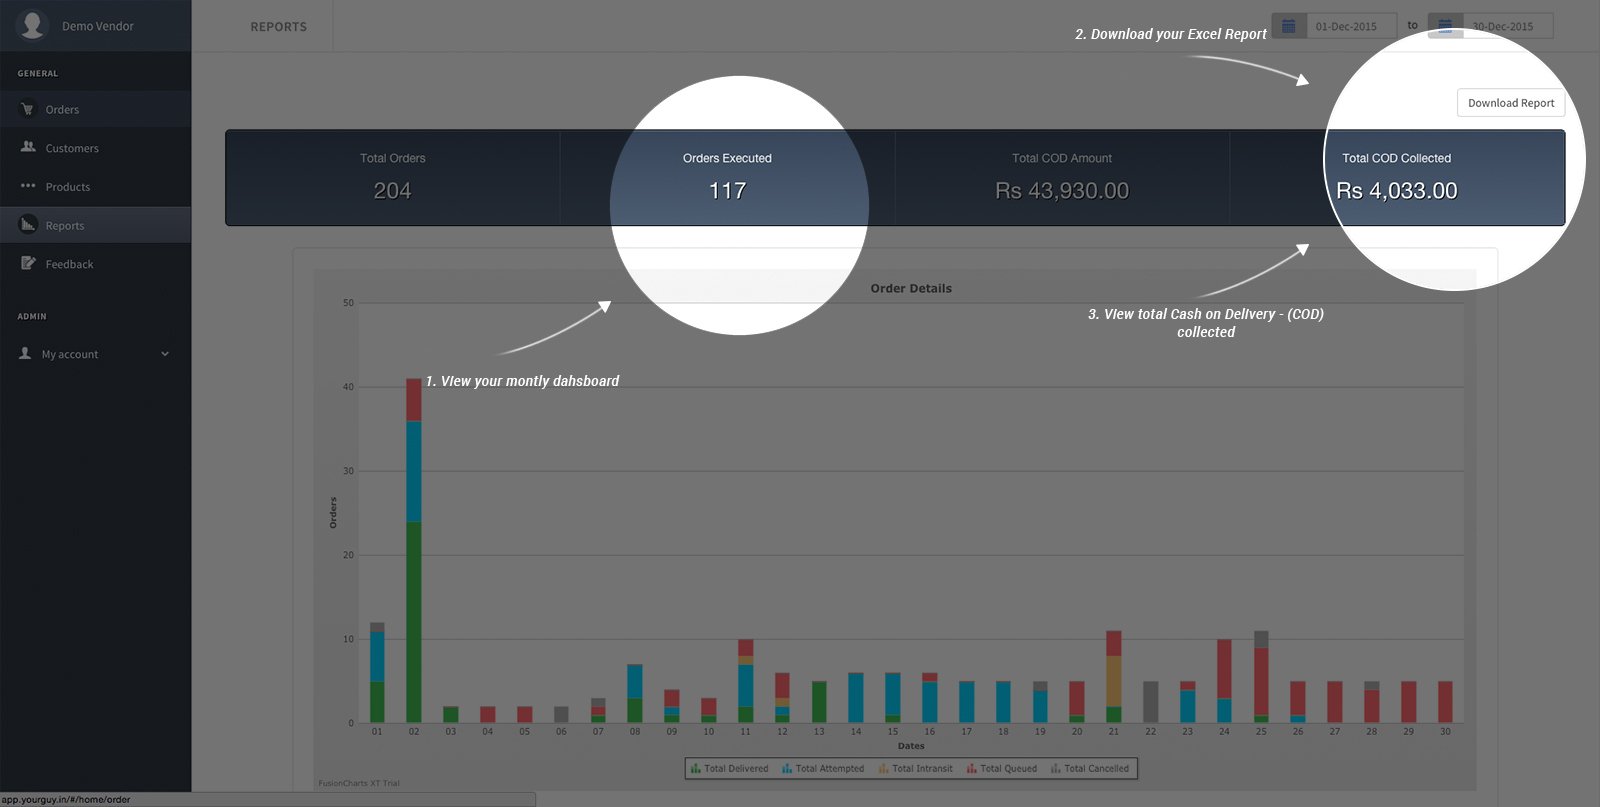 Demo Vendor
REPORTS
01-Dec-2015 to 30-Dec-2015
2. Download your Excel Report
GENERAL
Orders
Customers
Products
Reports
Feedback
ADMIN
My account
Download Report
Total Orders
204
Orders Executed
117
Total COD Amount
Rs 43,930.00
Total COD Collected
Rs 4,033.00
3. View total Cash on Delivery - (COD)
collected
1. View your montly dahsboard
Order Details
50
40
30
20
10
0
Orders
01 02 03 04 05 06 07 08 09 10 11 12 13 14 15 16 17 18 19 20 21 22 23 24 25 26 27 28 29 30
Dates
Total Delivered Total Attempted Total Intransit Total Queued Total Cancelled
FusionCharts XT Trial
app.yourguy.in/#/home/order